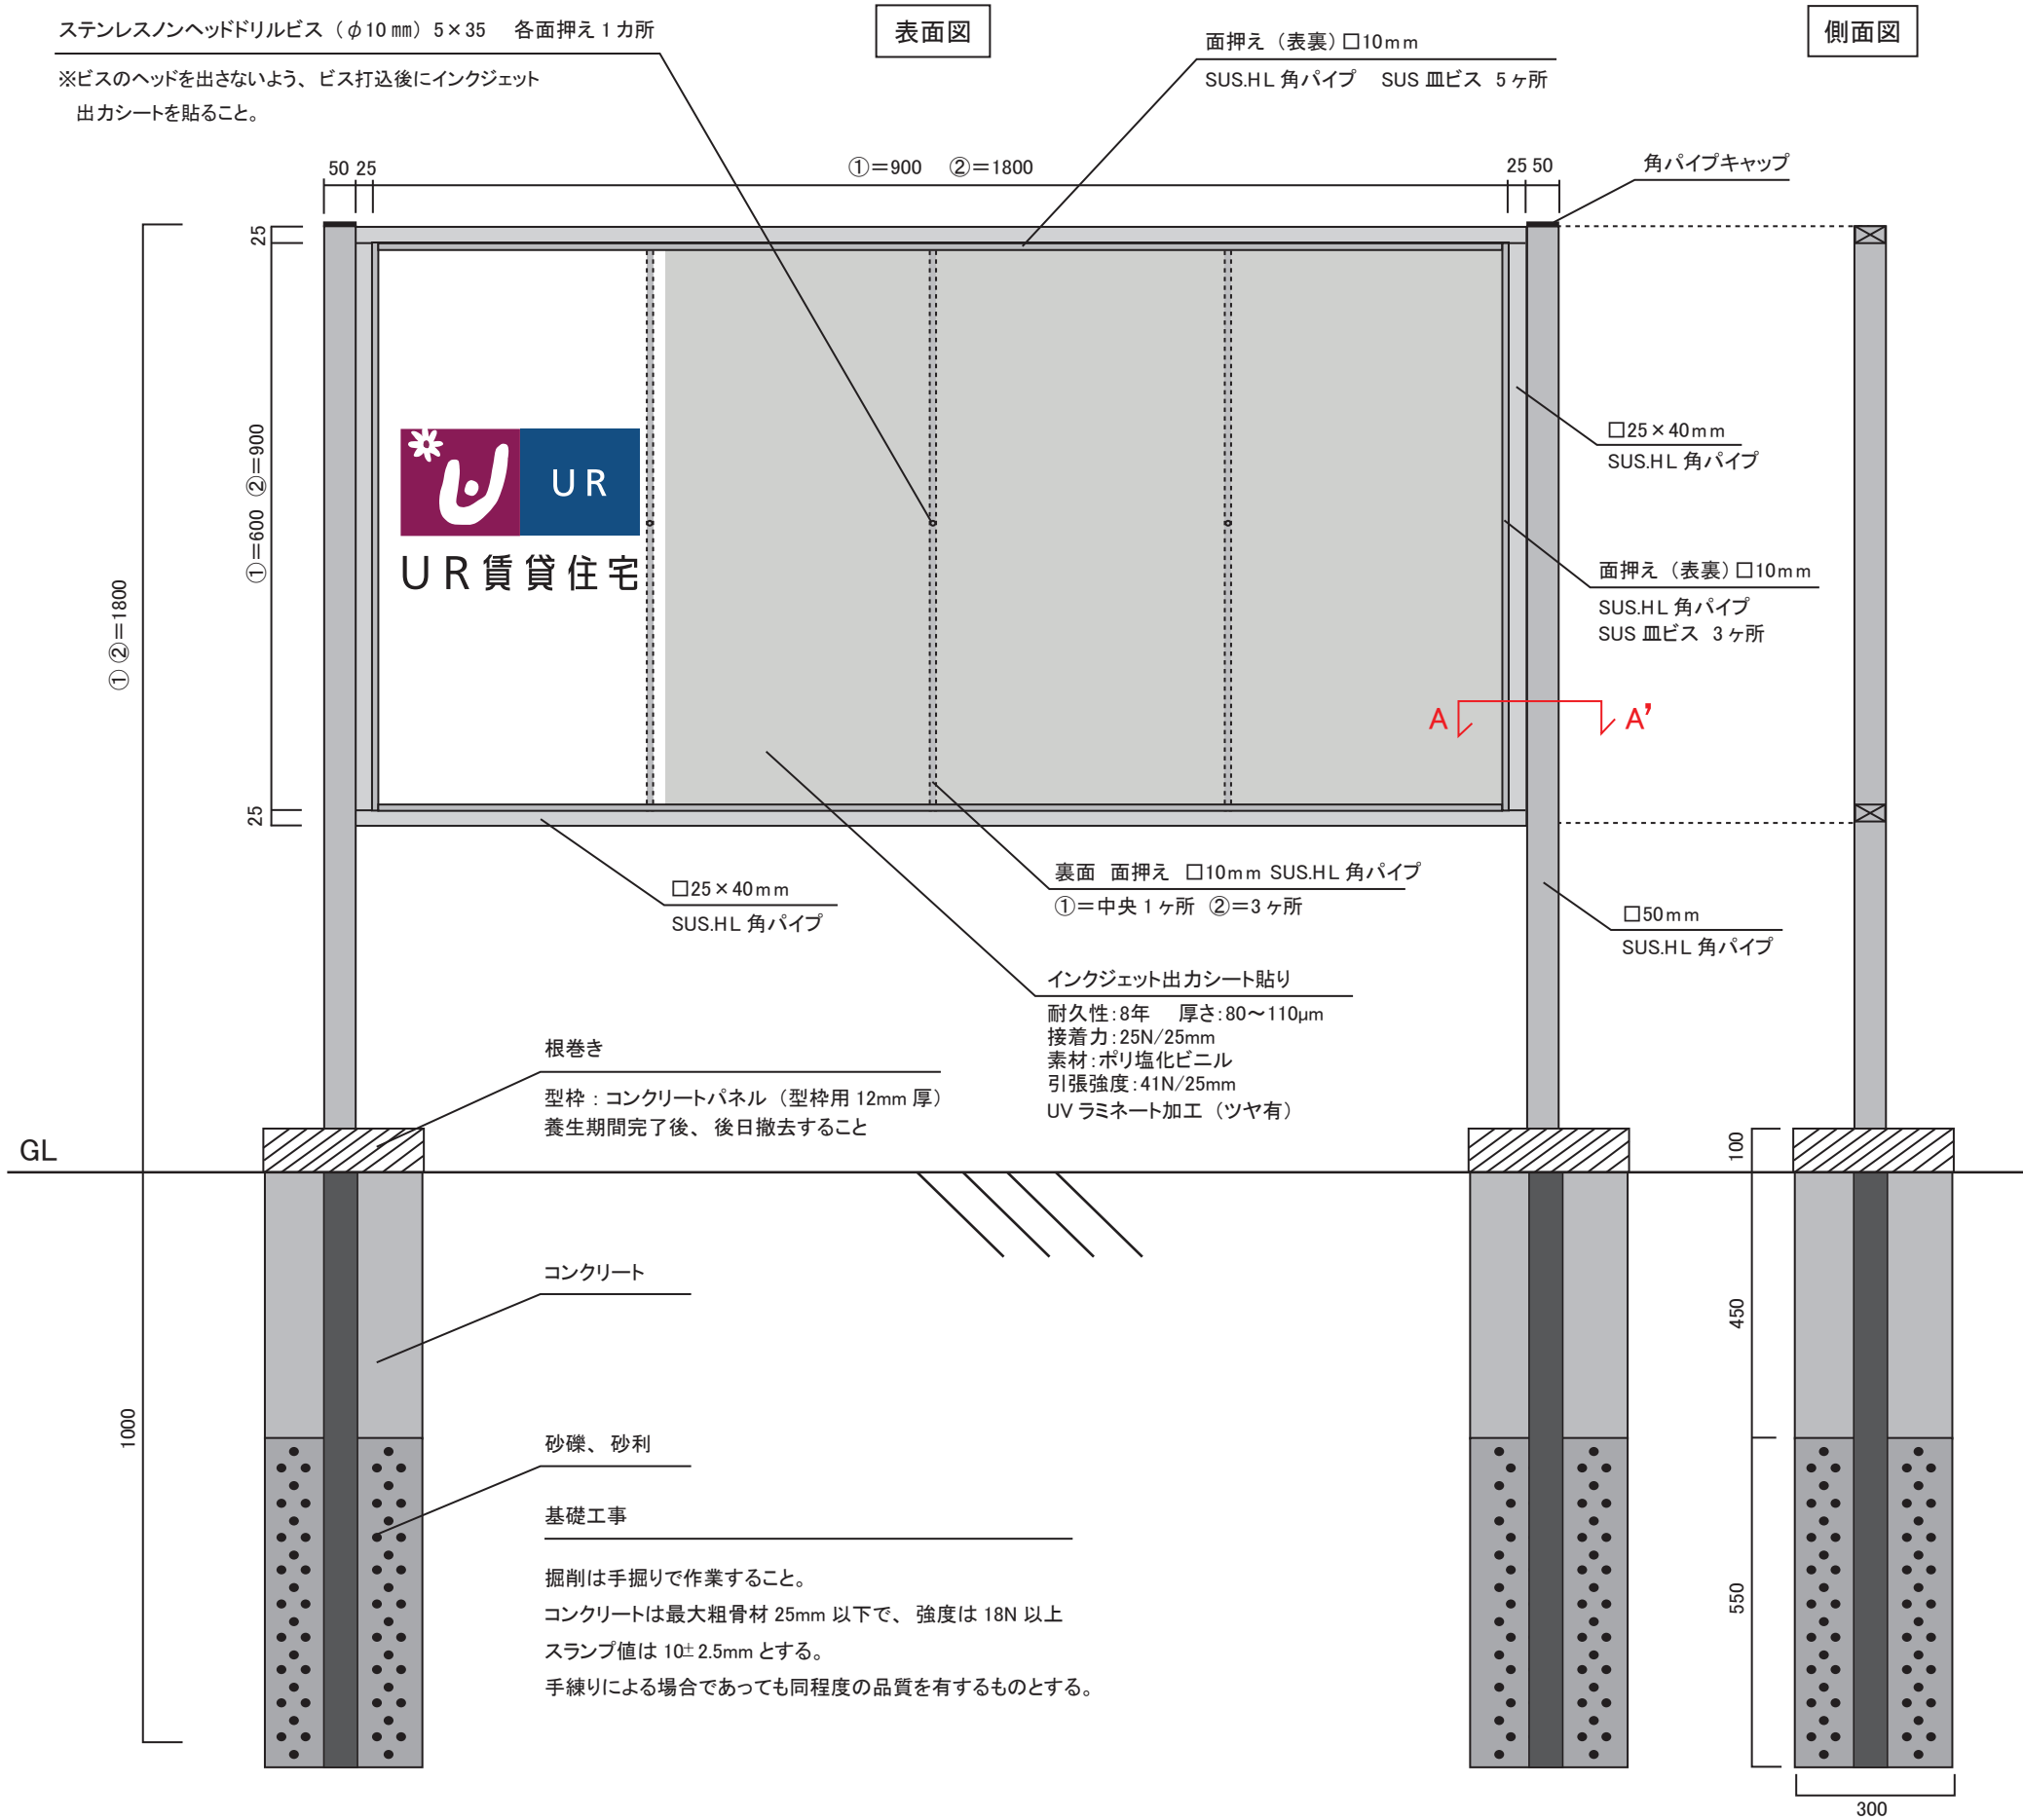 ステンレスノンヘッドドリルビス（φ10㎜）5×35　各面押え1カ所
※ビスのヘッドを出さないよう、ビス打込後にインクジェット
出力シートを貼ること。
表面図
面押え（表裏）□10mm
SUS.HL 角パイプ　SUS 皿ビス 5ヶ所
側面図
50 25
①＝900　②＝1800
25 50
角パイプキャップ
25
①＝600 ②＝900
25
① ②＝1800
1000
UR
UR賃貸住宅
□25×40mm
SUS.HL 角パイプ
面押え（表裏）□10mm
SUS.HL 角パイプ
SUS 皿ビス 3ヶ所
A A’
□25×40mm
SUS.HL 角パイプ
裏面 面押え □10mm SUS.HL 角パイプ
①＝中央1ヶ所 ②＝3ヶ所
□50mm
SUS.HL 角パイプ
インクジェット出力シート貼り
耐久性：8年　厚さ：80～110μm
接着力：25N/25mm
素材：ポリ塩化ビニル
引張強度：41N/25mm
UV ラミネート加工（ツヤ有）
根巻き
型枠：コンクリートパネル（型枠用 12mm 厚）
養生期間完了後、後日撤去すること
GL
100
450
550
300
コンクリート
砂礫、砂利
基礎工事
掘削は手掘りで作業すること。
コンクリートは最大粗骨材 25mm 以下で、強度は 18N 以上
スランプ値は 10±2.5mm とする。
手練りによる場合であっても同程度の品質を有するものとする。